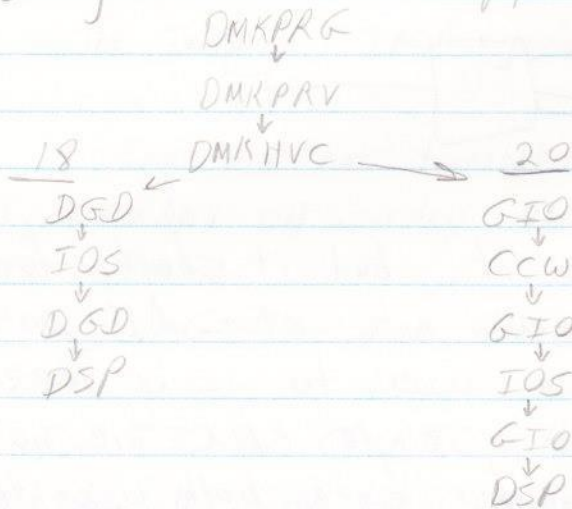 DMKPRG
↓
DMKPRV
↓
18 DMKHVC → 20
↙
DGD GIO
↓ ↓
IOS CCW
↓ ↓
DGD GIO
↓ ↓
DSP IOS
↓
GIO
↓
DSP